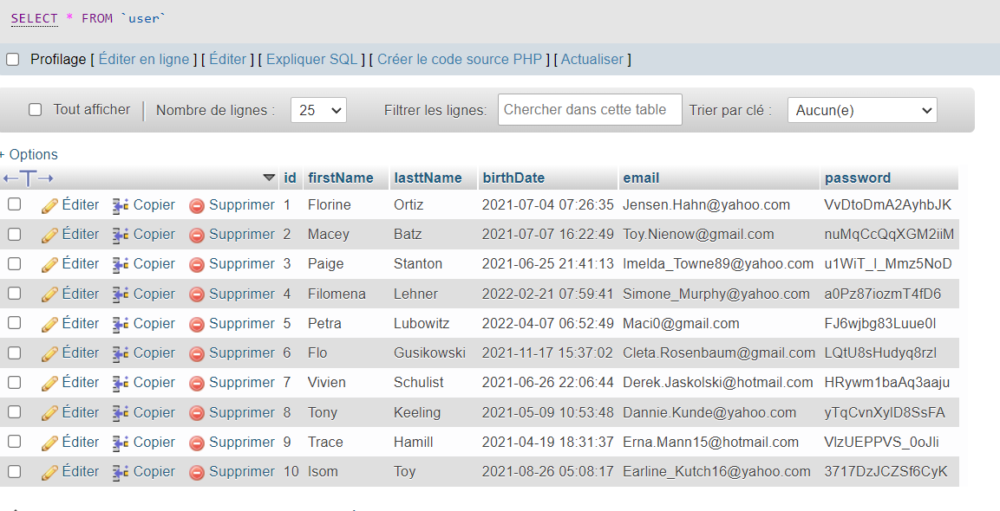 SELECT * FROM `user`
Profilage [ Éditer en ligne ] [ Éditer ] [ Expliquer SQL ] [ Créer le code source PHP ] [ Actualiser ]
Tout afficher Nombre de lignes : 25 Filtrer les lignes: Chercher dans cette table Trier par clé : Aucun(e)
+ Options
←T→ id firstName lasttName birthDate email password
Éditer Copier Supprimer 1 Florine Ortiz 2021-07-04 07:26:35 Jensen.Hahn@yahoo.com VvDtoDmA2AyhbJK
Éditer Copier Supprimer 2 Macey Batz 2021-07-07 16:22:49 Toy.Nienow@gmail.com nuMqCcQqXGM2iiM
Éditer Copier Supprimer 3 Paige Stanton 2021-06-25 21:41:13 Imelda_Towne89@yahoo.com u1WiT_I_Mmz5NoD
Éditer Copier Supprimer 4 Filomena Lehner 2022-02-21 07:59:41 Simone_Murphy@yahoo.com a0Pz87iozmT4fD6
Éditer Copier Supprimer 5 Petra Lubowitz 2022-04-07 06:52:49 Maci0@gmail.com FJ6wjbg83Luue0l
Éditer Copier Supprimer 6 Flo Gusikowski 2021-11-17 15:37:02 Cleta.Rosenbaum@gmail.com LQtU8sHudyq8rzl
Éditer Copier Supprimer 7 Vivien Schulist 2021-06-26 22:06:44 Derek.Jaskolski@hotmail.com HRywm1baAq3aaju
Éditer Copier Supprimer 8 Tony Keeling 2021-05-09 10:53:48 Dannie.Kunde@yahoo.com yTqCvnXylD8SsFA
Éditer Copier Supprimer 9 Trace Hamill 2021-04-19 18:31:37 Erna.Mann15@hotmail.com VlzUEPPVS_0oJli
Éditer Copier Supprimer 10 Isom Toy 2021-08-26 05:08:17 Earline_Kutch16@yahoo.com 3717DzJCZSf6CyK